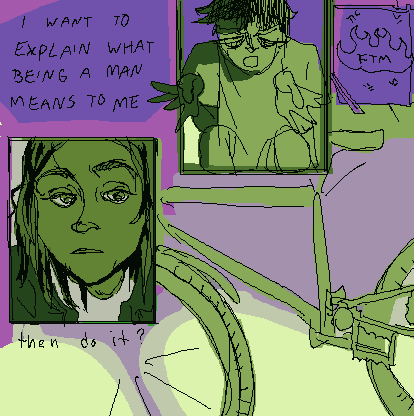 I WANT TO
EXPLAIN WHAT
BEING A MAN
MEANS TO ME
FTM
then do it?